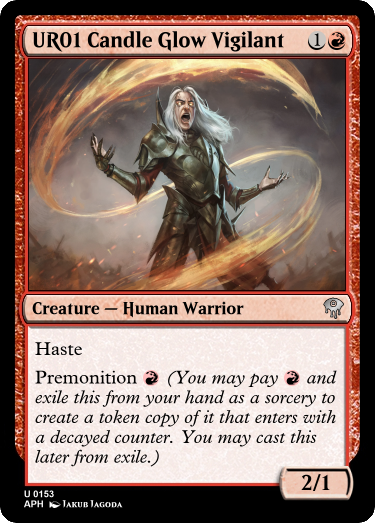 UR01 Candle Glow Vigilant 1
Creature — Human Warrior
Haste
Premonition (You may pay and
exile this from your hand as a sorcery to
create a token copy of it that enters with
a decayed counter. You may cast this
later from exile.)
2/1
U 0153
APH Jakub Jagoda